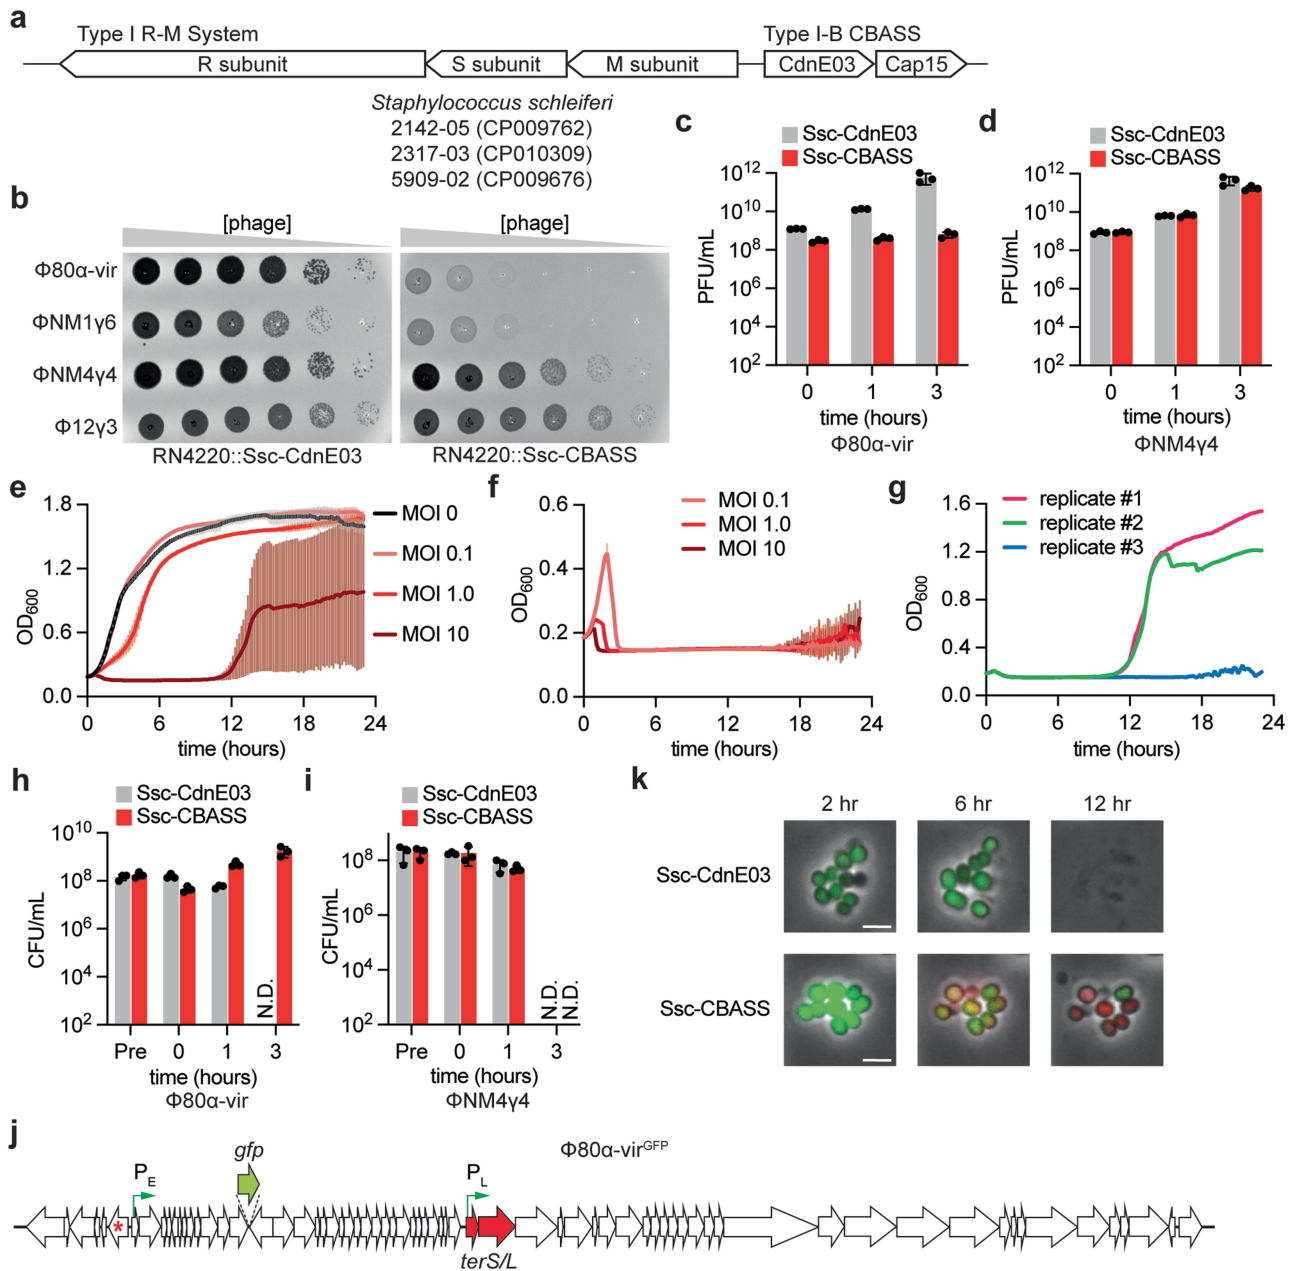 a
Type I R-M System
Type I-B CBASS
R subunit
S subunit
M subunit
CdnE03
Cap15
Staphylococcus schleiferi
2142-05 (CP009762)
2317-03 (CP010309)
5909-02 (CP009676)
b
[phage]
[phage]
Φ80α-vir
ΦNM1γ6
ΦNM4γ4
Φ12γ3
RN4220::Ssc-CdnE03
RN4220::Ssc-CBASS
c
Ssc-CdnE03
Ssc-CBASS
10¹²
10¹⁰
10⁸
10⁶
10⁴
10²
PFU/mL
0 1 3
time (hours)
Φ80α-vir
d
Ssc-CdnE03
Ssc-CBASS
10¹²
10¹⁰
10⁸
10⁶
10⁴
10²
PFU/mL
0 1 3
time (hours)
ΦNM4γ4
e
1.8
1.2
0.6
0.0
OD₆₀₀
0 6 12 18 24
time (hours)
MOI 0
MOI 0.1
MOI 1.0
MOI 10
f
0.6
0.4
0.2
0.0
OD₆₀₀
0 6 12 18 24
time (hours)
MOI 0.1
MOI 1.0
MOI 10
g
1.6
1.2
0.8
0.4
0.0
OD₆₀₀
0 6 12 18 24
time (hours)
replicate #1
replicate #2
replicate #3
h
Ssc-CdnE03
Ssc-CBASS
10¹⁰
10⁸
10⁶
10⁴
10²
CFU/mL
N.D.
Pre 0 1 3
time (hours)
Φ80α-vir
i
Ssc-CdnE03
Ssc-CBASS
10⁸
10⁶
10⁴
10²
CFU/mL
N.D.
N.D.
Pre 0 1 3
time (hours)
ΦNM4γ4
k
2 hr
6 hr
12 hr
Ssc-CdnE03
Ssc-CBASS
j
gfp
Φ80α-virᴳᶠᴾ
P_E
P_L
*
terS/L